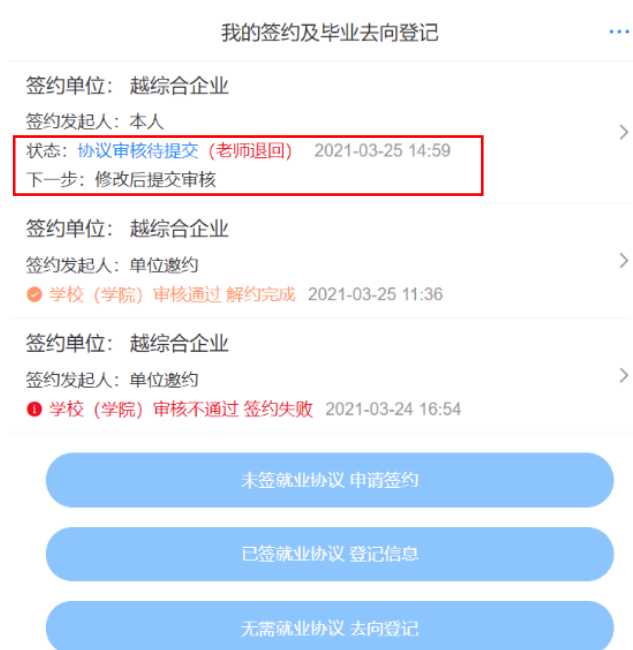 我的签约及毕业去向登记
签约单位： 越综合企业
签约发起人：本人
状态：协议审核待提交（老师退回） 2021-03-25 14:59
下一步：修改后提交审核
签约单位： 越综合企业
签约发起人：单位邀约
学校（学院）审核通过 解约完成 2021-03-25 11:36
签约单位： 越综合企业
签约发起人：单位邀约
学校（学院）审核不通过 签约失败 2021-03-24 16:54
未签就业协议 申请签约
已签就业协议 登记信息
无需就业协议 去向登记